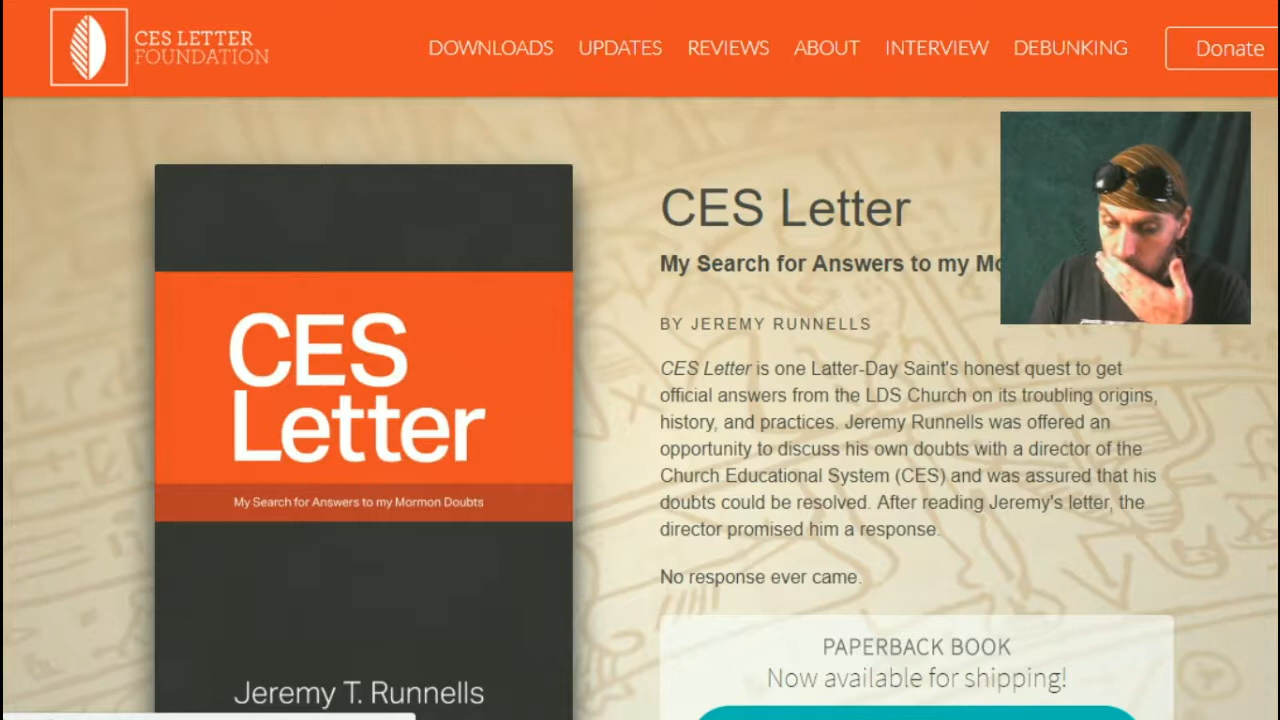 CES LETTER
FOUNDATION
DOWNLOADS UPDATES REVIEWS ABOUT INTERVIEW DEBUNKING Donate
CES
Letter
My Search for Answers to my Mormon Doubts
Jeremy T. Runnells
CES Letter
My Search for Answers to my Mo
BY JEREMY RUNNELLS
CES Letter is one Latter-Day Saint's honest quest to get
official answers from the LDS Church on its troubling origins,
history, and practices. Jeremy Runnells was offered an
opportunity to discuss his own doubts with a director of the
Church Educational System (CES) and was assured that his
doubts could be resolved. After reading Jeremy's letter, the
director promised him a response.
No response ever came.
PAPERBACK BOOK
Now available for shipping!